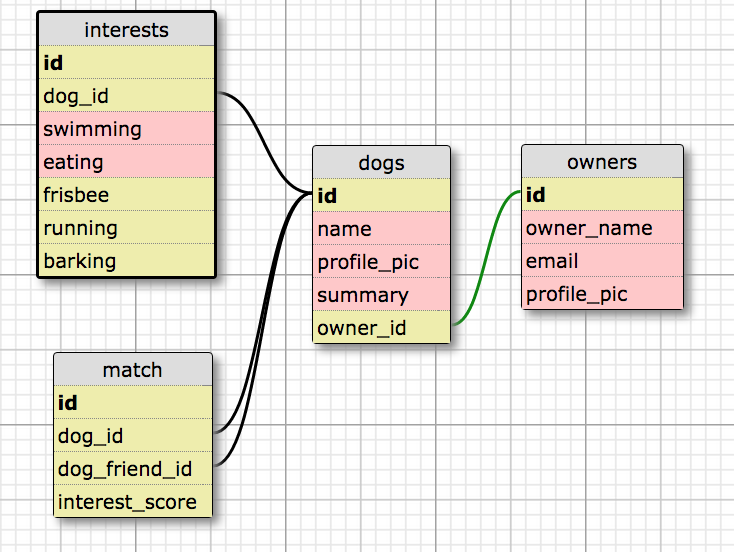 interests
id
dog_id
swimming
eating
frisbee
running
barking
match
id
dog_id
dog_friend_id
interest_score
dogs
id
name
profile_pic
summary
owner_id
owners
id
owner_name
email
profile_pic